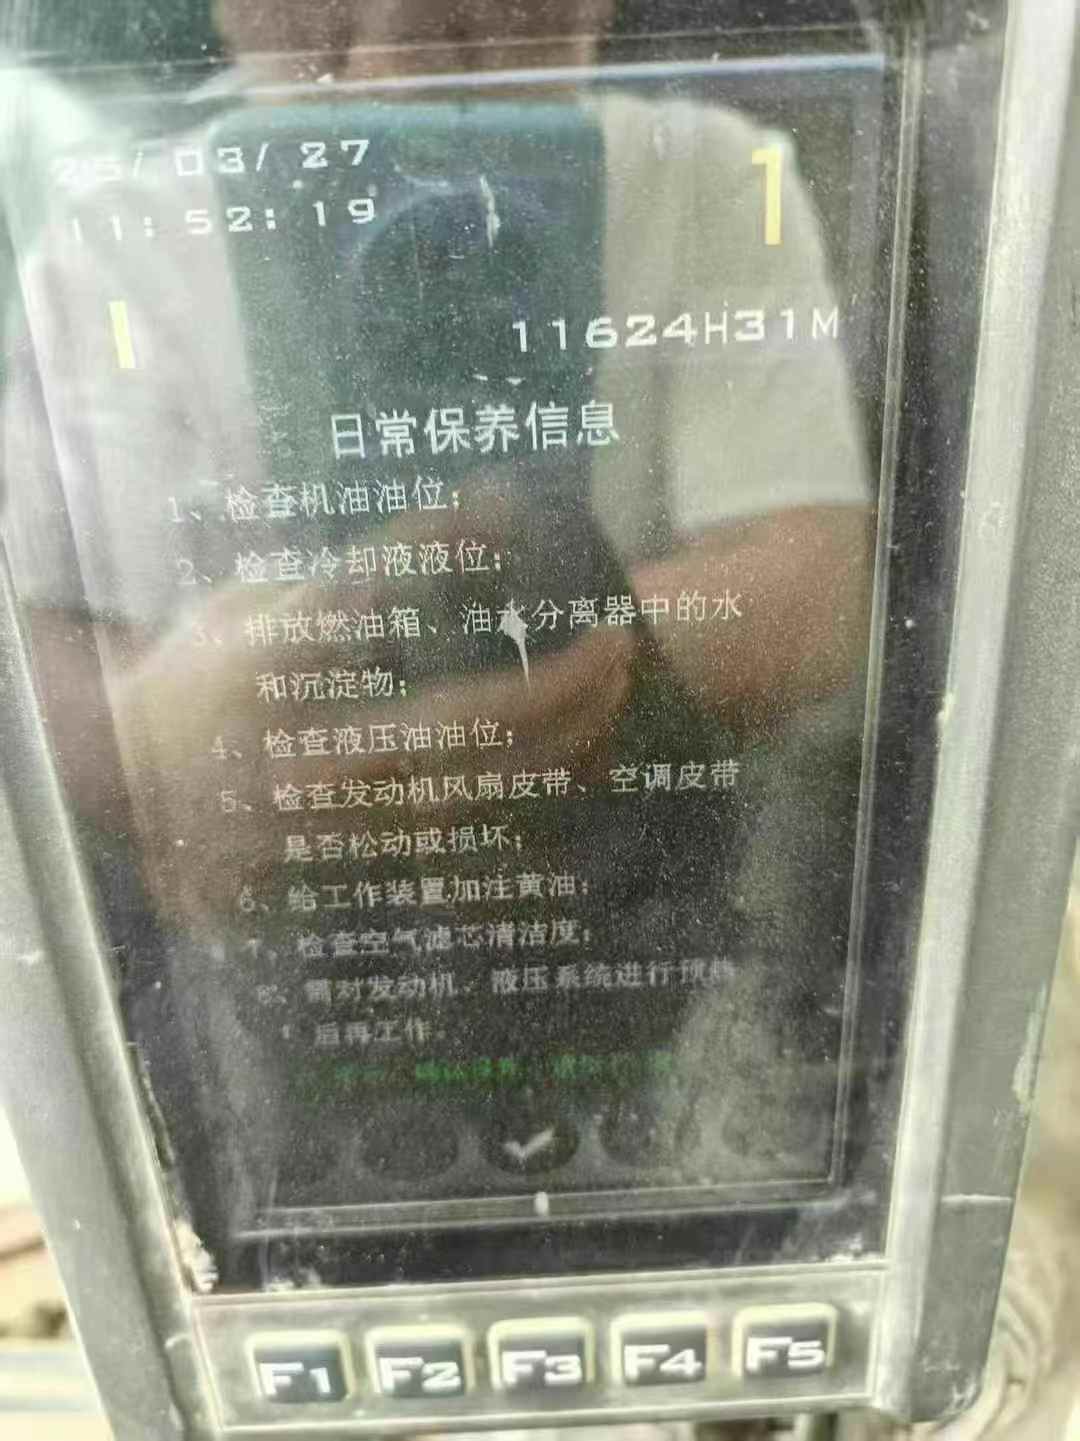 25/03/27
11:52:19
1
1
11624H31M
日常保养信息
1、检查机油油位;
2、检查冷却液液位;
3、排放燃油箱、油水分离器中的水
和沉淀物;
4、检查液压油油位;
5、检查发动机风扇皮带、空调皮带
是否松动或损坏;
6、给工作装置加注黄油;
7、检查空气滤芯清洁度;
8、需对发动机、液压系统进行预热
后再工作。
F1 F2 F3 F4 F5